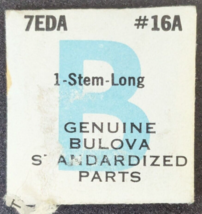 7EDA #16A
B
1-Stem-Long
GENUINE
BULOVA
STANDARDIZED
PARTS